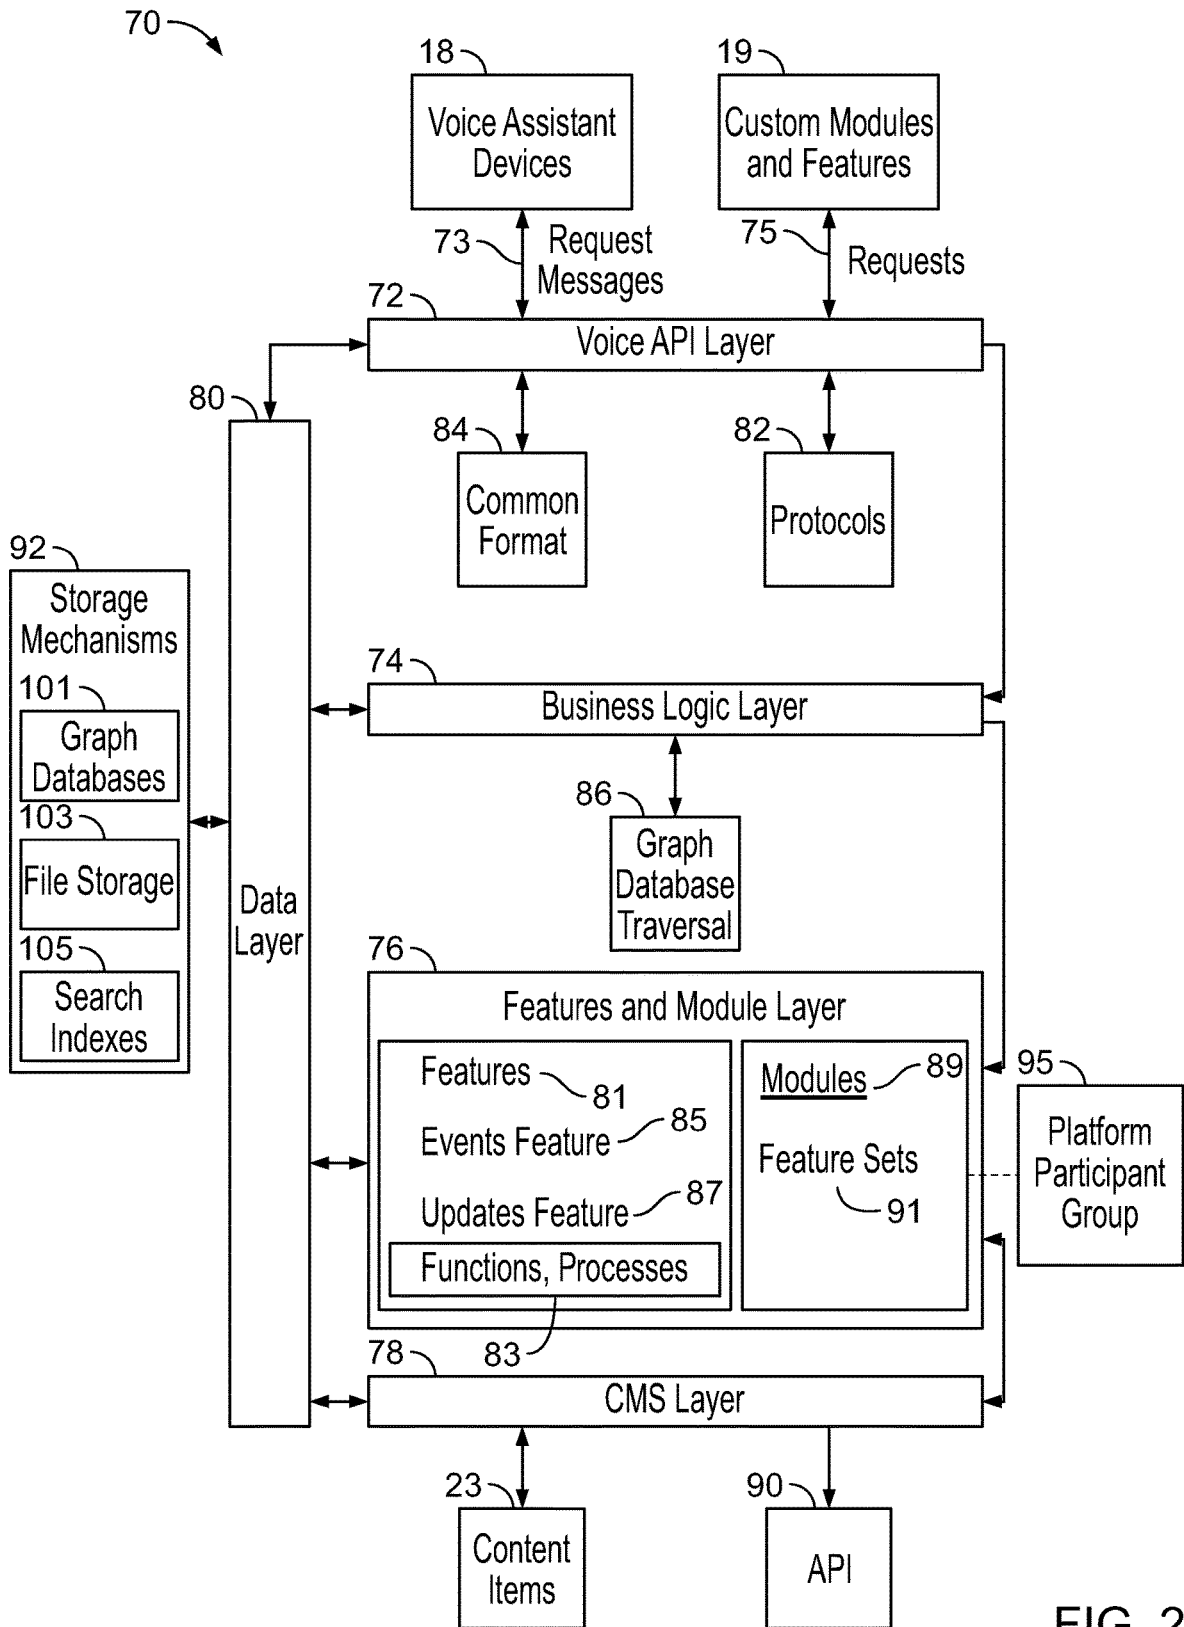 70
18
19
Voice Assistant
Devices
Custom Modules
and Features
73
Request
Messages
75
Requests
72
Voice API Layer
80
84
82
Common
Format
Protocols
92
Storage
Mechanisms
101
Graph
Databases
103
File Storage
105
Search
Indexes
Data
Layer
74
Business Logic Layer
86
Graph
Database
Traversal
76
Features and Module Layer
Features 81
Events Feature 85
Updates Feature 87
Functions, Processes
83
Modules 89
Feature Sets
91
95
Platform
Participant
Group
78
CMS Layer
23
90
Content
Items
API
FIG. 2